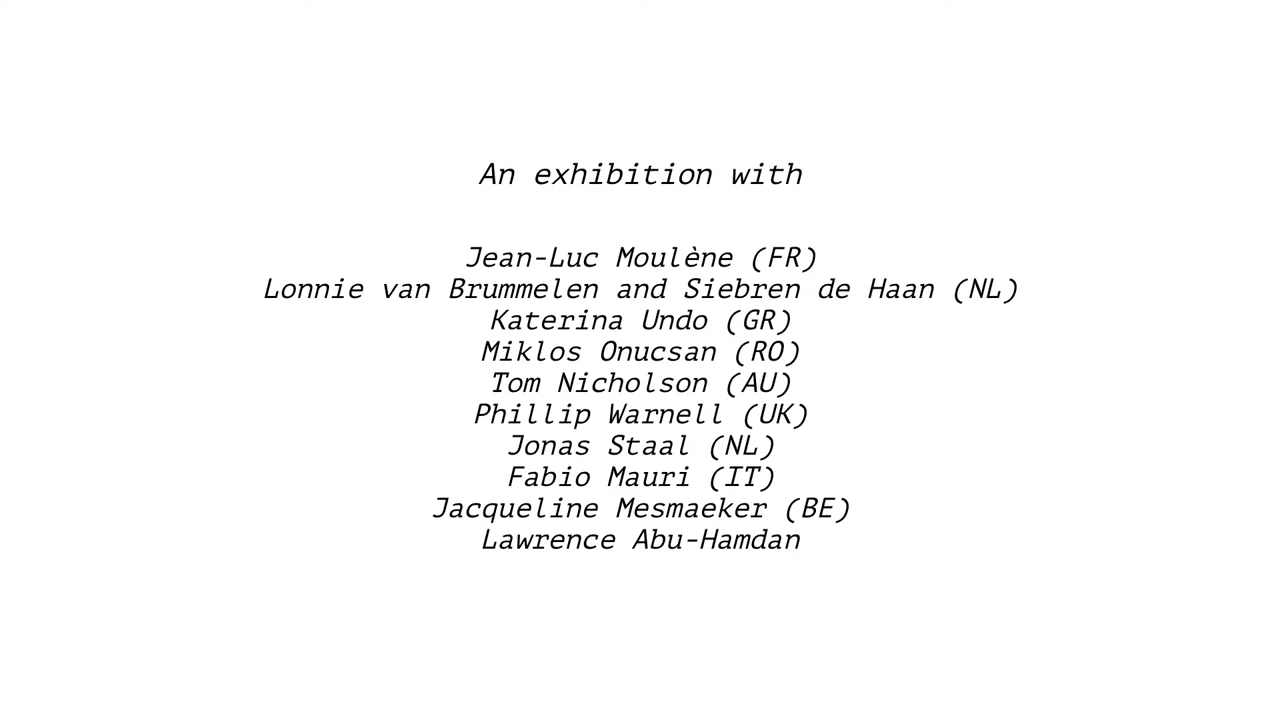 An exhibition with
Jean-Luc Moulène (FR)
Lonnie van Brummelen and Siebren de Haan (NL)
Katerina Undo (GR)
Miklos Onucsan (RO)
Tom Nicholson (AU)
Phillip Warnell (UK)
Jonas Staal (NL)
Fabio Mauri (IT)
Jacqueline Mesmaeker (BE)
Lawrence Abu-Hamdan